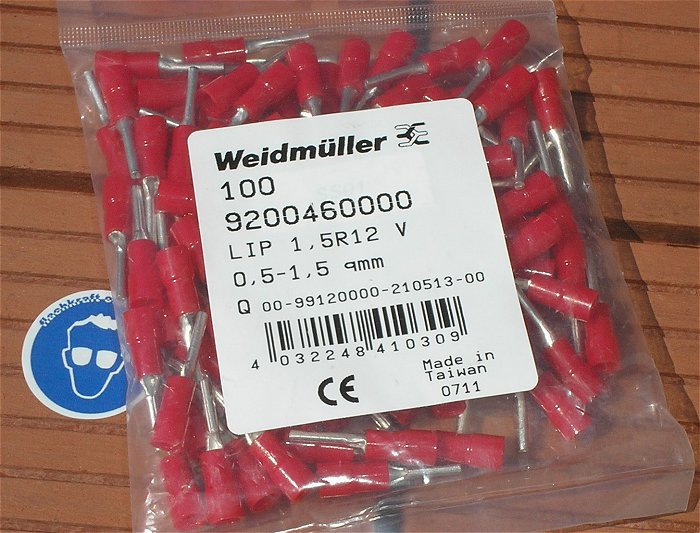 Weidmüller
100
9200460000
LIP 1,5R12 V
0,5-1,5 qmm
Q 00-99120000-210513-00
4 032248 410309
CE
Made in
Taiwan
0711